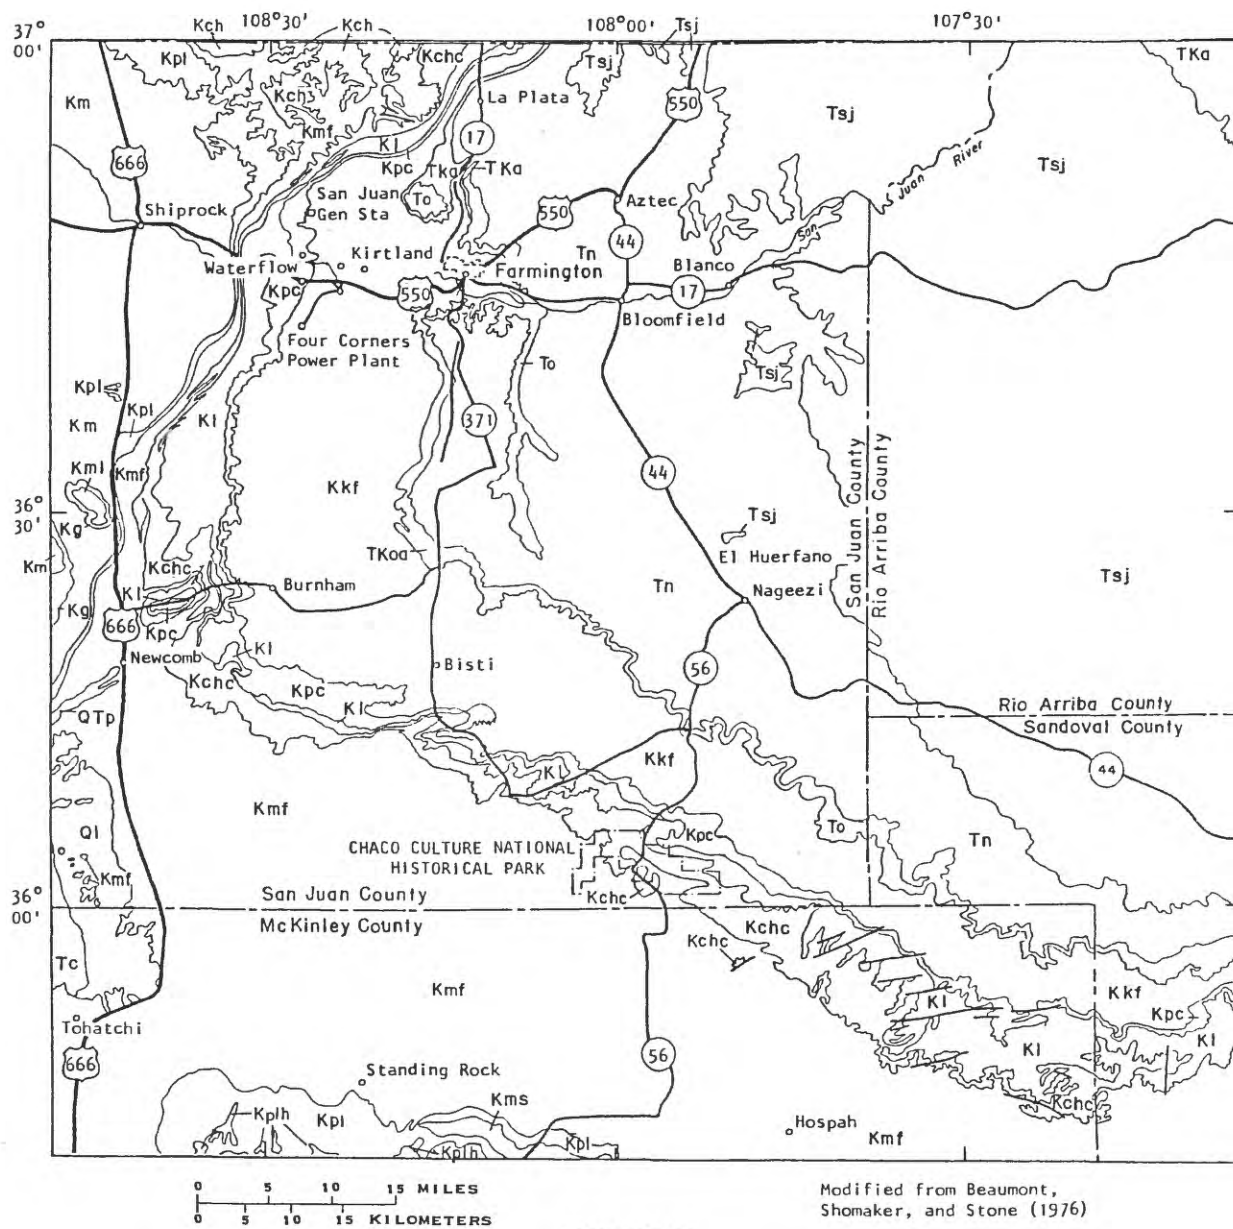 37°
00'
108°30'
108°00'
107°30'
Kch
Kch
Tsj
Kpl
Kchc
Tsj
TKa
Km
Kch
La Plata
550
Tsj
Kmf
Kl
17
Tsj
666
Kpc
Tka
TKa
San Juan River
San Juan
Gen Sta
To
Aztec
Shiprock
550
44
Kirtland
Tn
Waterflow
Farmington
Blanco
Kpc
550
17
Bloomfield
Four Corners
Power Plant
To
Tsj
Kpl
Kpl
Km
Kl
371
Kml
Kmf
44
San Juan County
Rio Arriba County
Kkf
36°
30'
Kg
Tsj
Km
Kchc
TKoa
El Huerfano
Tsj
Kl
Burnham
Tn
Nageezi
Kg
666
Kpc
Newcomb
Kl
Bisti
56
Kchc
Kpc
QTp
Kl
Rio Arriba County
Sandoval County
Kl
Kkf
44
Kmf
Ql
CHACO CULTURE NATIONAL
HISTORICAL PARK
Kpc
To
Tn
Kmf
Kchc
36°
00'
San Juan County
McKinley County
Kchc
Kchc
Tc
Kmf
Kkf
Kl
Kpc
Tohatchi
Kl
Kl
666
56
Standing Rock
Kchc
Kplh
Kpl
Kms
Hospah
Kmf
Kplh
Kpl
0 5 10 15 MILES
0 5 10 15 KILOMETERS
Modified from Beaumont,
Shomaker, and Stone (1976)